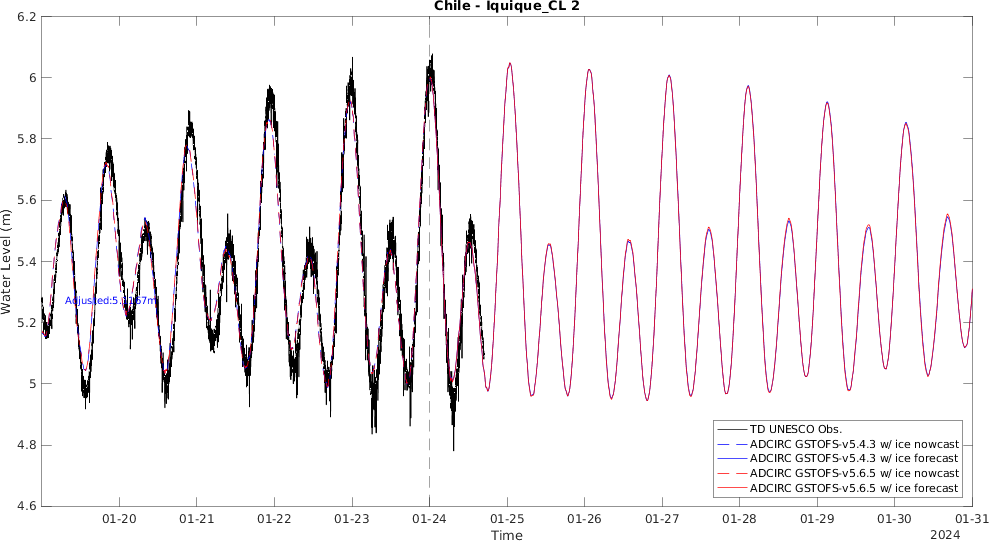 Chile - Iquique_CL 2
Water Level (m)
6.2
6
5.8
5.6
5.4
5.2
5
4.8
4.6
TD UNESCO Obs.
ADCIRC GSTOFS-v5.4.3 w/ ice nowcast
ADCIRC GSTOFS-v5.4.3 w/ ice forecast
ADCIRC GSTOFS-v5.6.5 w/ ice nowcast
ADCIRC GSTOFS-v5.6.5 w/ ice forecast
01-20 01-21 01-22 01-23 01-24 01-25 01-26 01-27 01-28 01-29 01-30 01-31
Time
2024